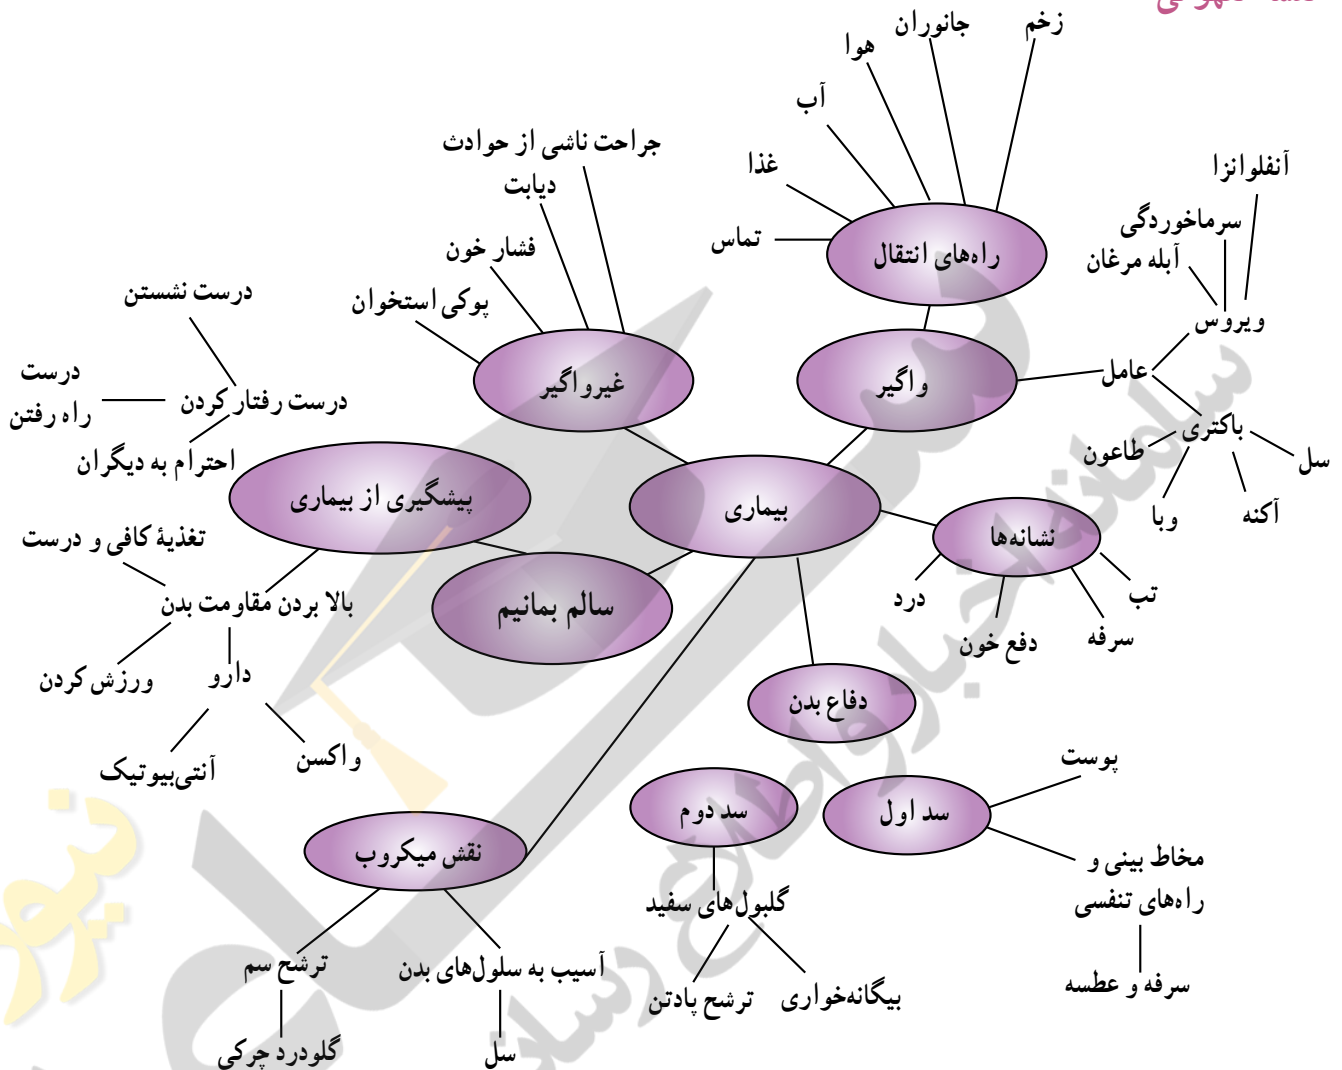 زخم
جانوران
هوا
آب
غذا
تماس
راه‌های انتقال
جراحت ناشی از حوادث
دیابت
فشار خون
پوکی استخوان
غیرواگیر
واگیر
عامل
آنفلوانزا
سرماخوردگی
آبله مرغان
ویروس
باکتری
طاعون
سل
وبا
آکنه
درست نشستن
درست رفتار کردن
درست
راه رفتن
احترام به دیگران
پیشگیری از بیماری
بیماری
نشانه‌ها
تب
سرفه
دفع خون
درد
سالم بمانیم
تغذیهٔ کافی و درست
بالا بردن مقاومت بدن
ورزش کردن
دارو
واکسن
آنتی‌بیوتیک
دفاع بدن
سد اول
سد دوم
پوست
مخاط بینی و
راه‌های تنفسی
سرفه و عطسه
گلبول‌های سفید
بیگانه‌خواری
ترشح پادتن
نقش میکروب
آسیب به سلول‌های بدن
سل
ترشح سم
گلودرد چرکی